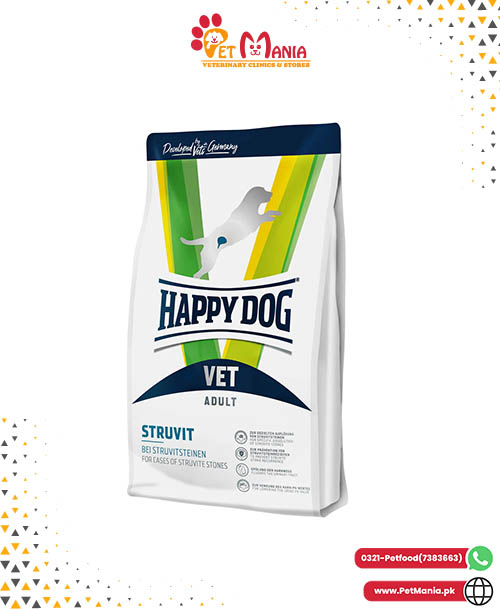 PET MANIA
VETERINARY CLINICS & STORES
Developed by Vets Germany
HAPPY DOG
®
VET
ADULT
STRUVIT
BEI STRUVITSTEINEN
FOR CASES OF STRUVITE STONES
0321-Petfood(7383663)
www.PetMania.pk